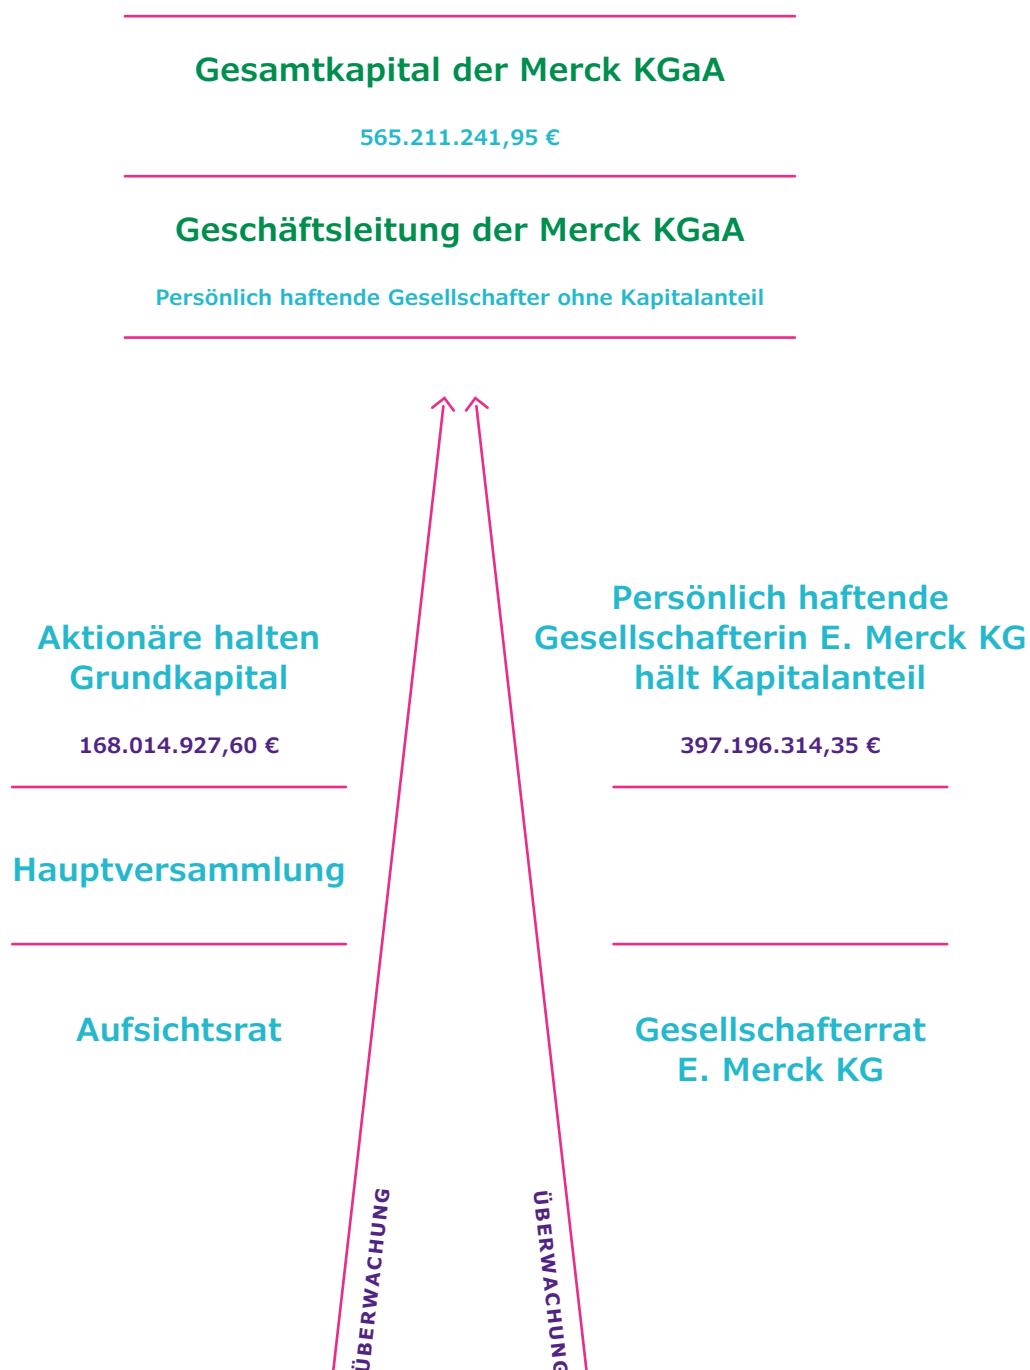 Gesamtkapital der Merck KGaA
565.211.241,95 €
Geschäftsleitung der Merck KGaA
Persönlich haftende Gesellschafter ohne Kapitalanteil
Aktionäre halten
Grundkapital
168.014.927,60 €
Hauptversammlung
Aufsichtsrat
ÜBERWACHUNG
Persönlich haftende
Gesellschafterin E. Merck KG
hält Kapitalanteil
397.196.314,35 €
Gesellschafterrat
E. Merck KG
ÜBERWACHUNG